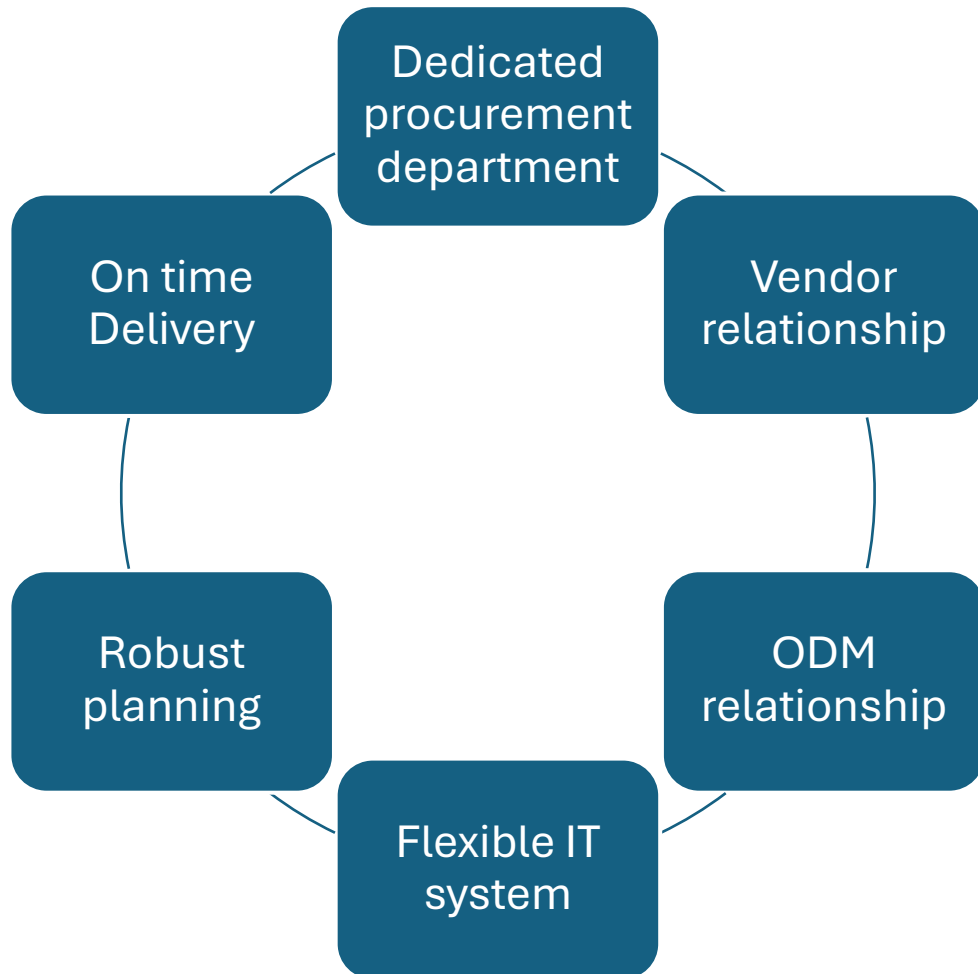 Dedicated
procurement
department
Vendor
relationship
ODM
relationship
Flexible IT
system
Robust
planning
On time
Delivery